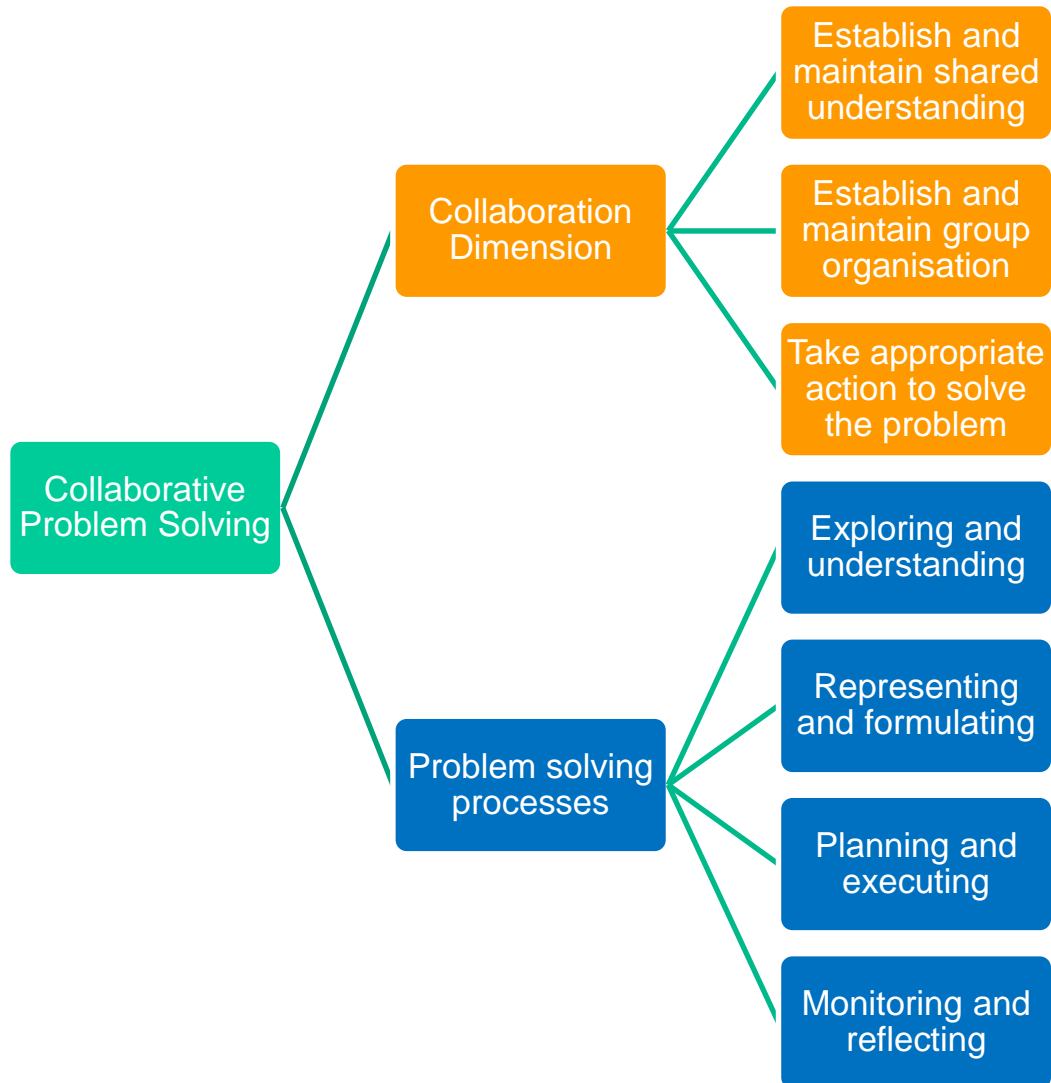 Establish and
maintain shared
understanding
Collaboration
Dimension
Establish and
maintain group
organisation
Take appropriate
action to solve
the problem
Collaborative
Problem Solving
Exploring and
understanding
Representing
and formulating
Problem solving
processes
Planning and
executing
Monitoring and
reflecting